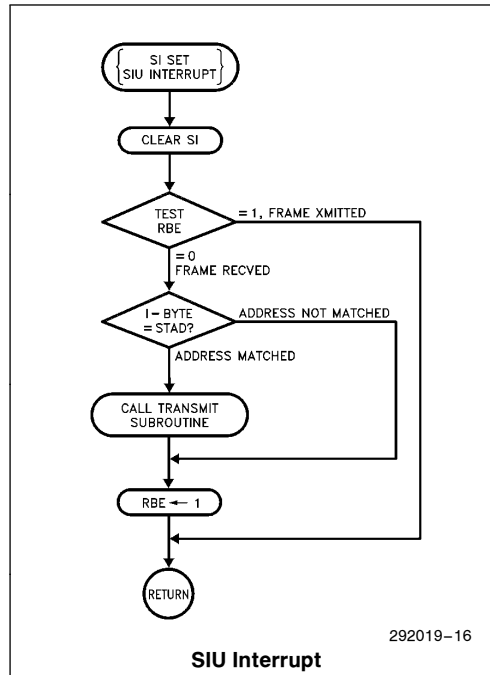 SI SET
SIU INTERRUPT
CLEAR SI
TEST
RBE
= 1, FRAME XMITTED
= 0
FRAME RECVED
I – BYTE
= STAD?
ADDRESS NOT MATCHED
ADDRESS MATCHED
CALL TRANSMIT
SUBROUTINE
RBE ← 1
RETURN
292019–16
SIU Interrupt